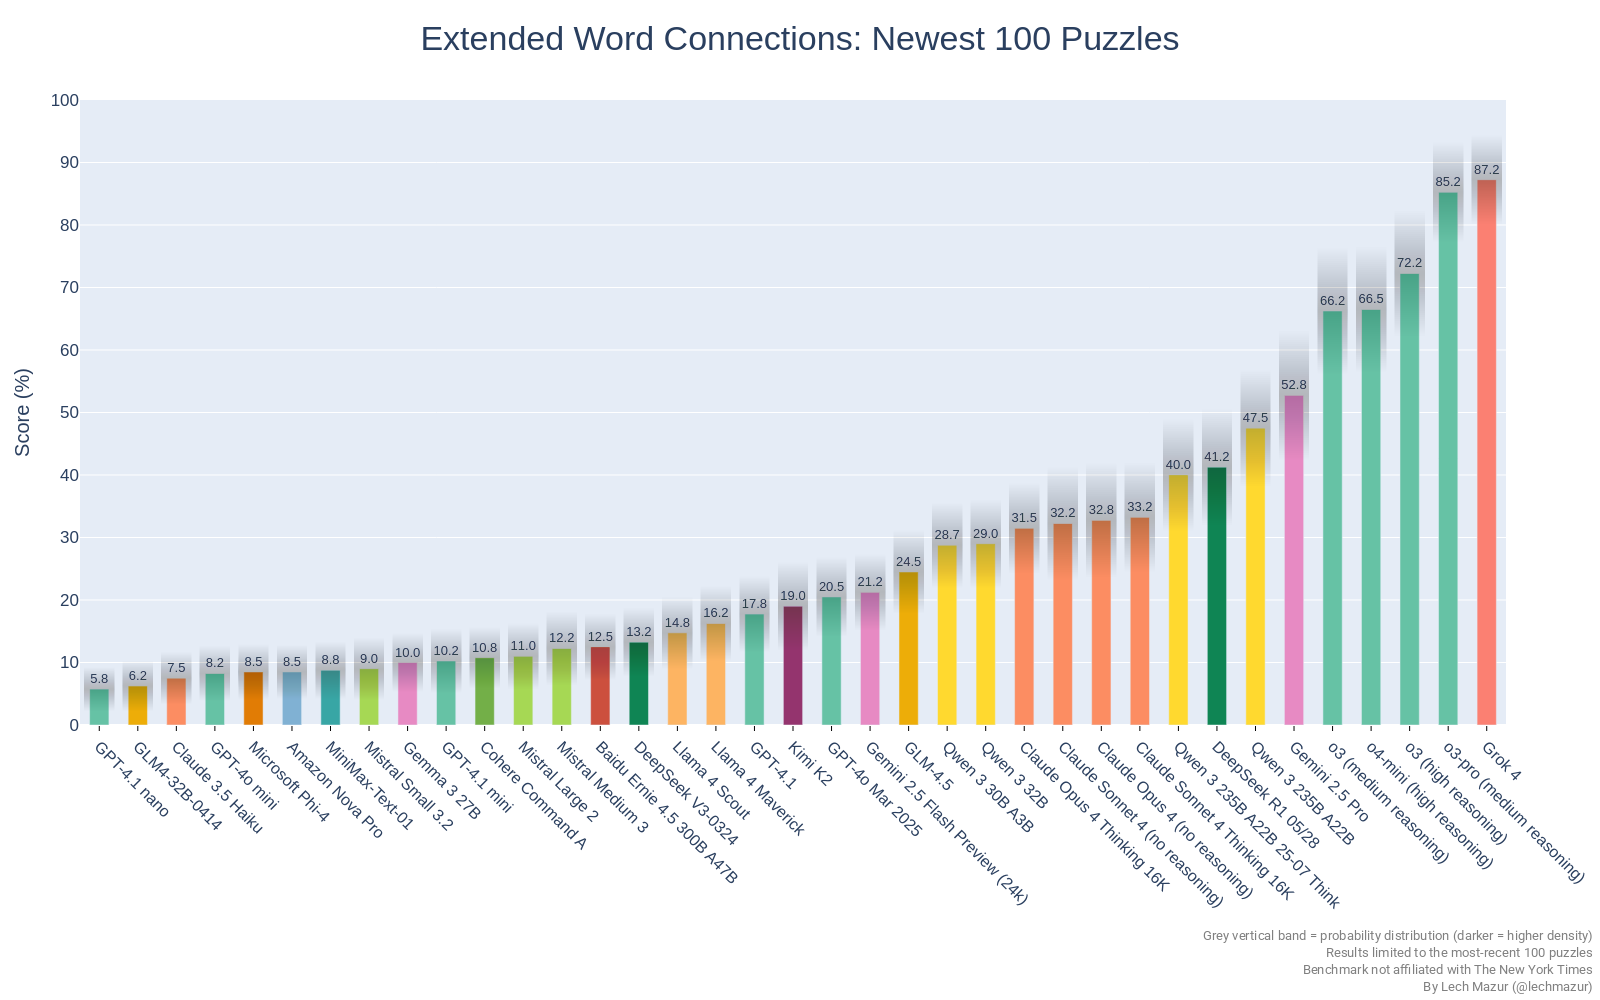 Extended Word Connections: Newest 100 Puzzles
Score (%)
100
90
80
70
60
50
40
30
20
10
0
5.8
6.2
7.5
8.2
8.5
8.5
8.8
9.0
10.0
10.2
10.8
11.0
12.2
12.5
13.2
14.8
16.2
17.8
19.0
20.5
21.2
24.5
28.7
29.0
31.5
32.2
32.8
33.2
40.0
41.2
47.5
52.8
66.2
66.5
72.2
85.2
87.2
GPT-4.1 nano
GLM4-32B-0414
Claude 3.5 Haiku
GPT-4o mini
Microsoft Phi-4
Amazon Nova Pro
MiniMax-Text-01
Mistral Small 3.2
Gemma 3 27B
GPT-4.1 mini
Cohere Command A
Mistral Large 2
Mistral Medium 3
Baidu Ernie 4.5 300B A47B
DeepSeek V3-0324
Llama 4 Scout
Llama 4 Maverick
GPT-4.1
Kimi K2
GPT-4o Mar 2025
Gemini 2.5 Flash Preview (24k)
GLM-4.5
Qwen 3 30B A3B
Qwen 3 32B
Claude Opus 4 Thinking 16K
Claude Sonnet 4 (no reasoning)
Claude Opus 4 (no reasoning)
Claude Sonnet 4 Thinking 16K
Qwen 3 235B A22B 25-07 Think
DeepSeek R1 05/28
Qwen 3 235B A22B
Gemini 2.5 Pro
o3 (medium reasoning)
o4-mini (high reasoning)
o3 (high reasoning)
o3-pro (medium reasoning)
Grok 4
Grey vertical band = probability distribution (darker = higher density)
Results limited to the most-recent 100 puzzles
Benchmark not affiliated with The New York Times
By Lech Mazur (@lechmazur)